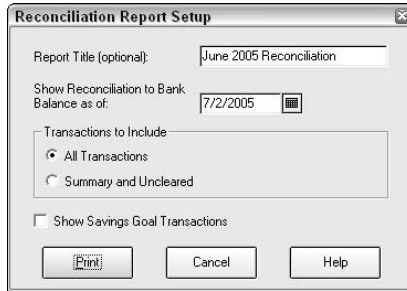 Reconciliation Report Setup
Report Title (optional):
June 2005 Reconciliation
Show Reconciliation to Bank
Balance as of:
7/2/2005
Transactions to Include
All Transactions
Summary and Uncleared
Show Savings Goal Transactions
Print
Cancel
Help